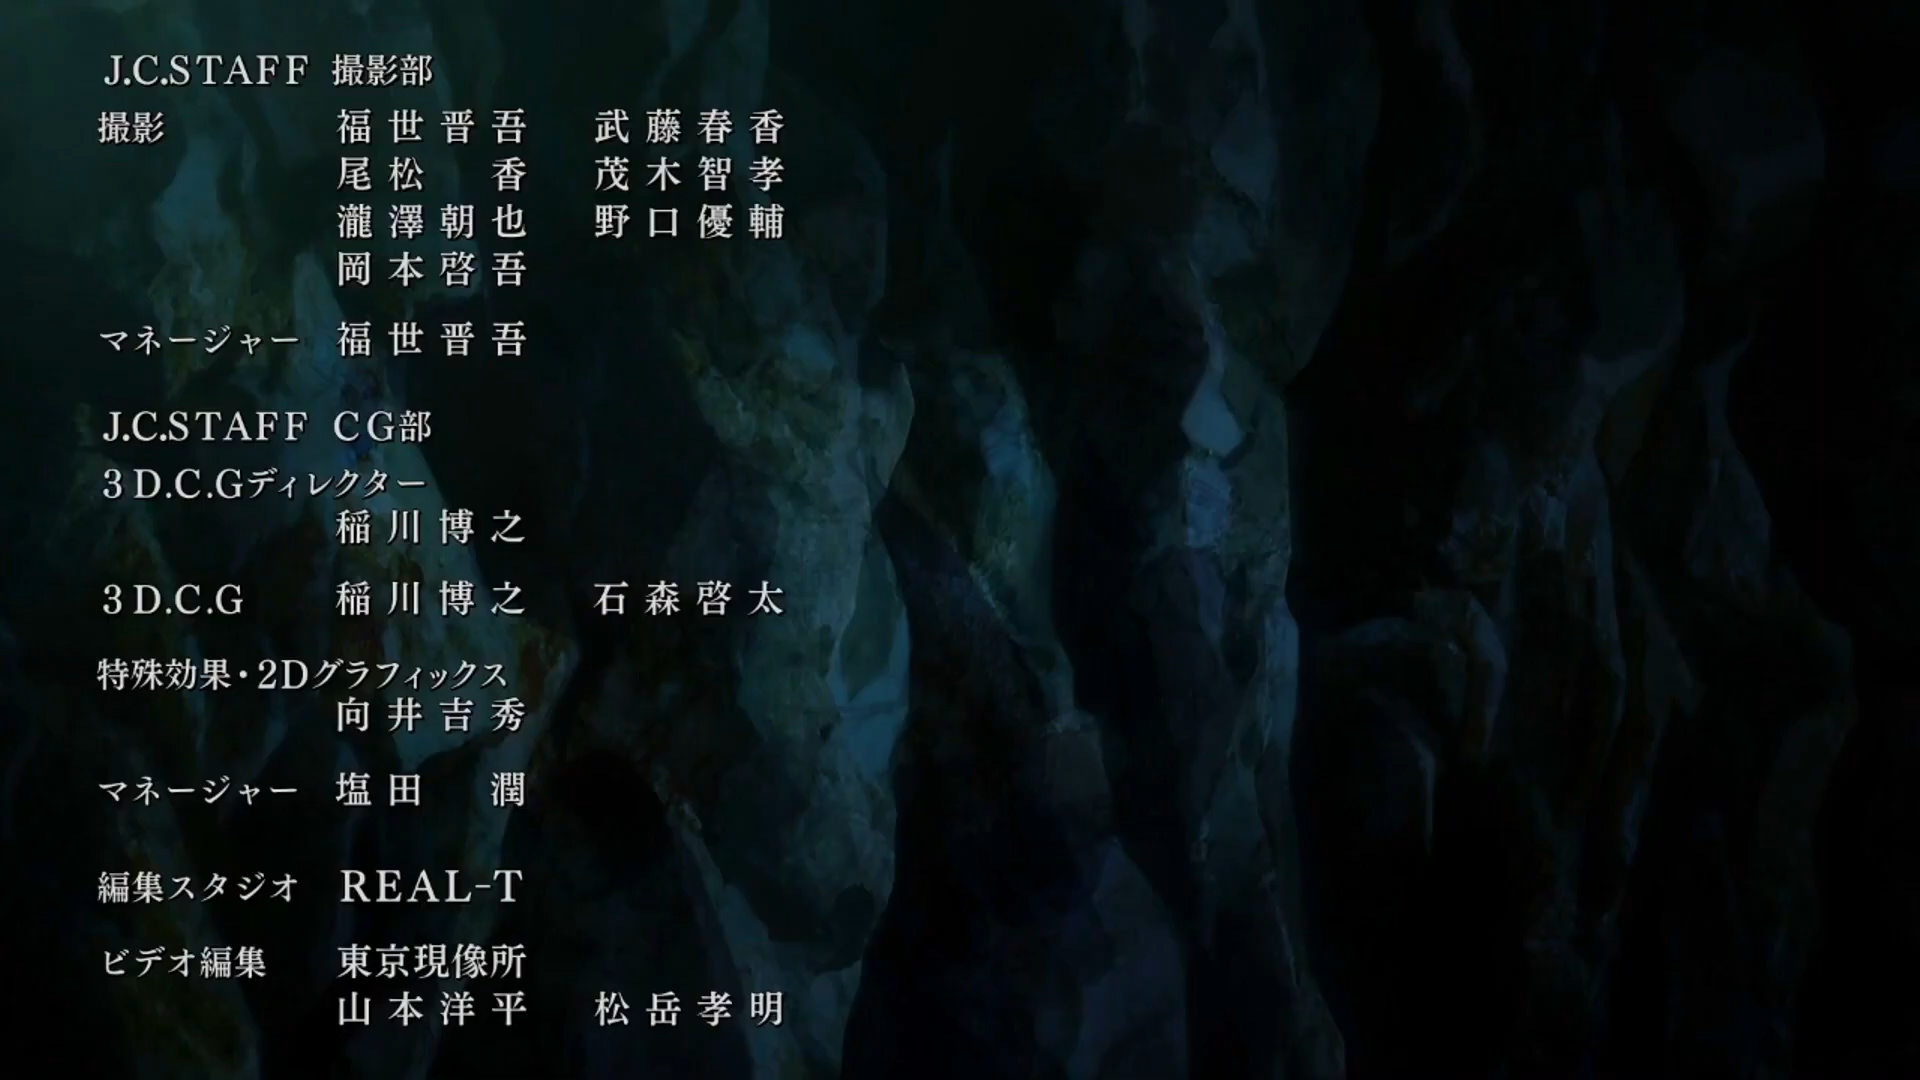 J.C.STAFF 撮影部
撮影 福世晋吾 武藤春香
尾松 香 茂木智孝
瀧澤朝也 野口優輔
岡本啓吾
マネージャー 福世晋吾
J.C.STAFF CG部
3D.C.Gディレクター
稲川博之
3D.C.G 稲川博之 石森啓太
特殊効果・2Dグラフィックス
向井吉秀
マネージャー 塩田 潤
編集スタジオ REAL-T
ビデオ編集 東京現像所
山本洋平 松岳孝明